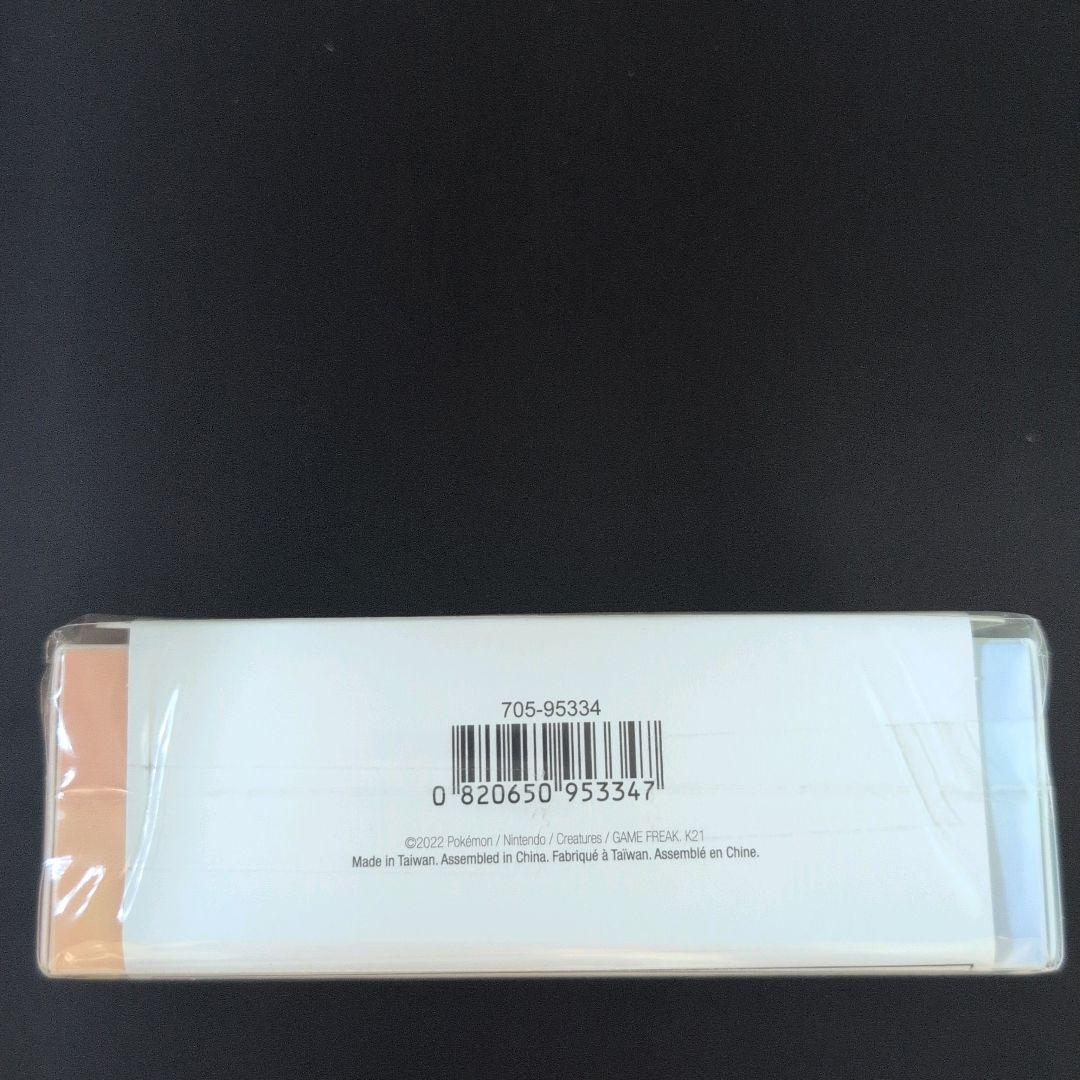 705-95334
0 820650 953347
©2022 Pokémon / Nintendo / Creatures / GAME FREAK. K21
Made in Taiwan. Assembled in China. Fabriqué à Taïwan. Assemblé en Chine.